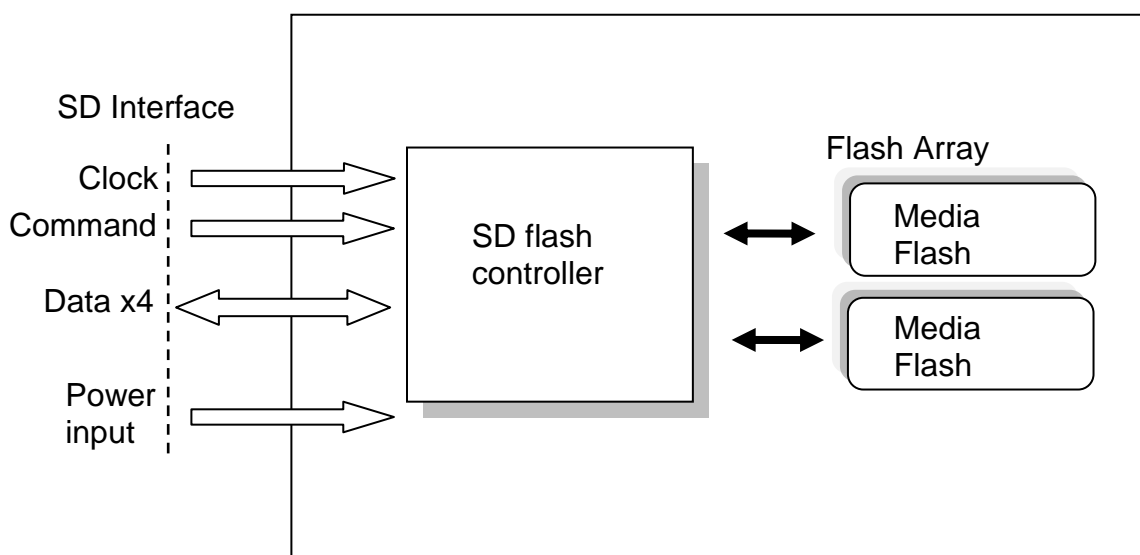 SD Interface
Clock
Command
Data x4
Power
input
SD flash
controller
Flash Array
Media
Flash
Media
Flash